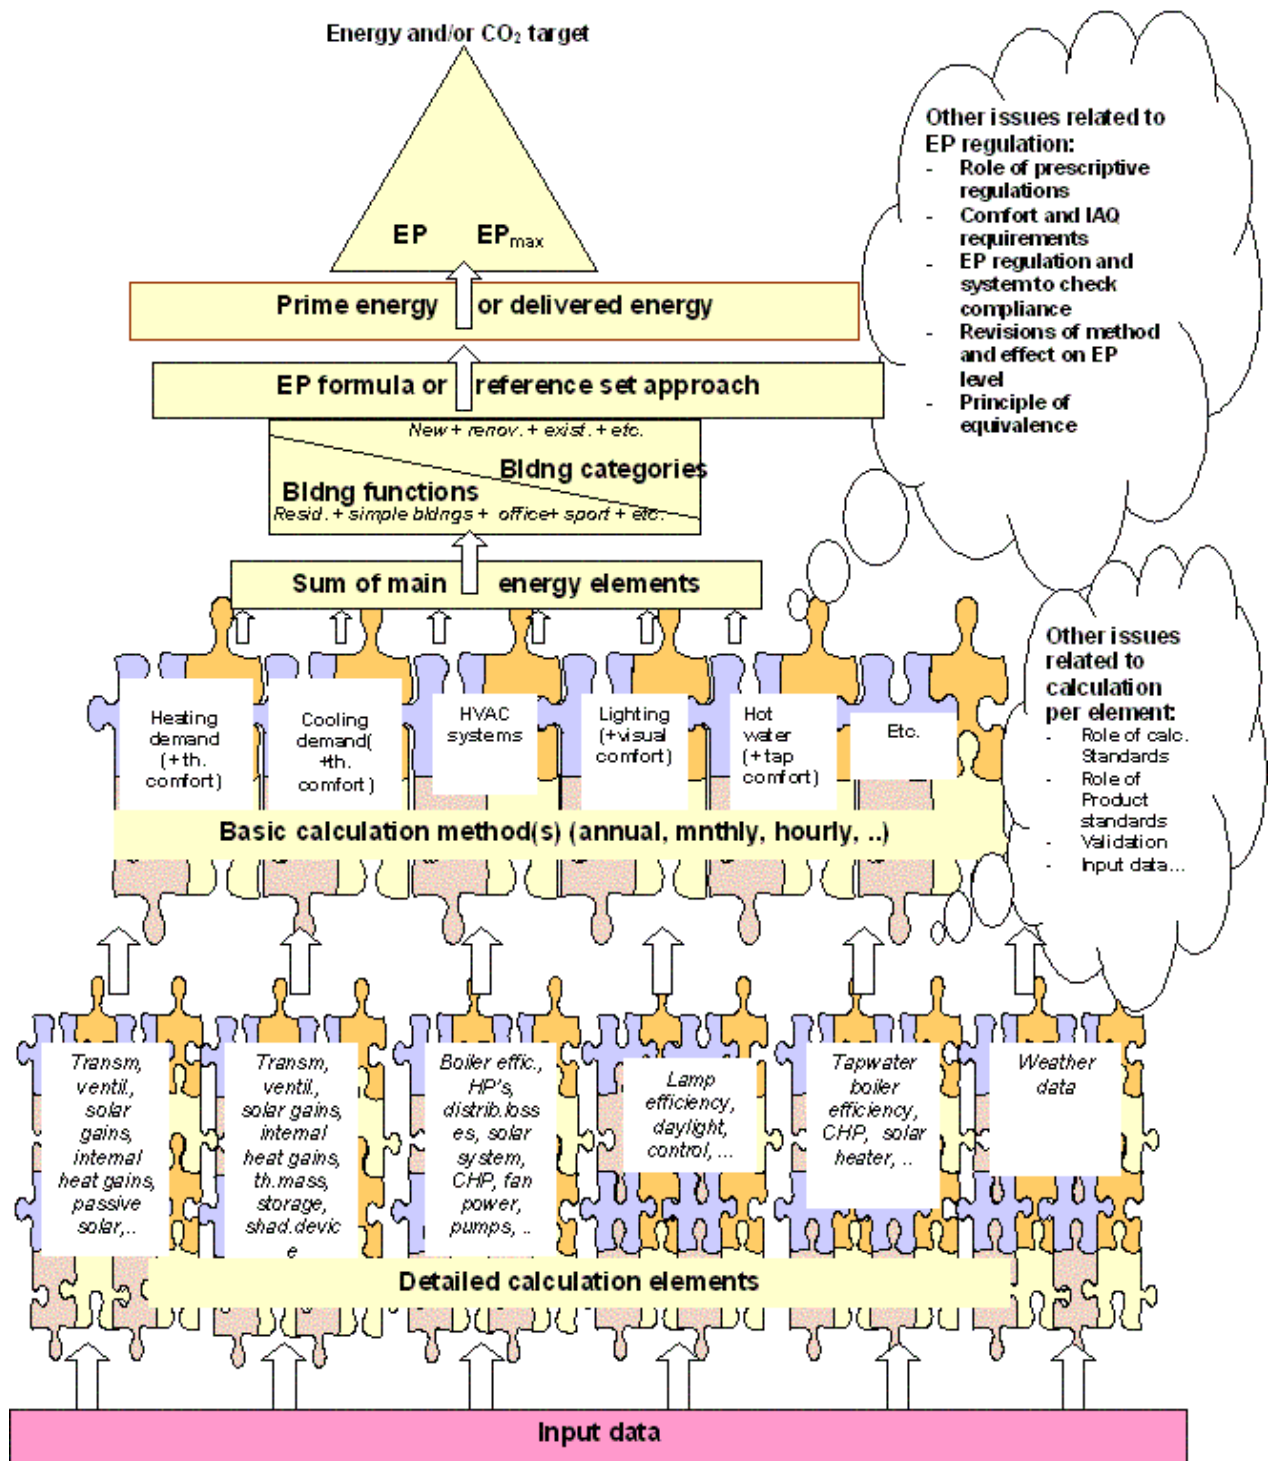 Energy and/or CO₂ target
EP EPmax
Prime energy or delivered energy
EP formula or reference set approach
New + renov. + exist. + etc.
Bldng categories
Bldng functions
Resid. + simple bldngs + office+ sport + etc.
Sum of main energy elements
Other issues related to
EP regulation:
- Role of prescriptive
regulations
- Comfort and IAQ
requirements
- EP regulation and
system to check
compliance
- Revisions of method
and effect on EP
level
- Principle of
equivalence
Other issues
related to
calculation
per element:
- Role of calc.
Standards
- Role of
Product
standards
- Validation
- Input data...
Heating
demand
(+ th.
comfort)
Cooling
demand(
+th.
comfort)
HVAC
systems
Lighting
(+visual
comfort)
Hot
water
(+ tap
comfort)
Etc.
Basic calculation method(s) (annual, mnthly, hourly, ..)
Transm,
ventil.,
solar
gains,
internal
heat gains,
passive
solar,..
Transm,
ventil.,
solar gains,
internal
heat gains,
th.mass,
storage,
shad.devic
e
Boiler effic.,
HP's,
distrib.loss
es, solar
system,
CHP, fan
power,
pumps, ..
Lamp
efficiency,
daylight,
control, ...
Tapwater
boiler
efficiency,
CHP, solar
heater, ..
Weather
data
Detailed calculation elements
Input data